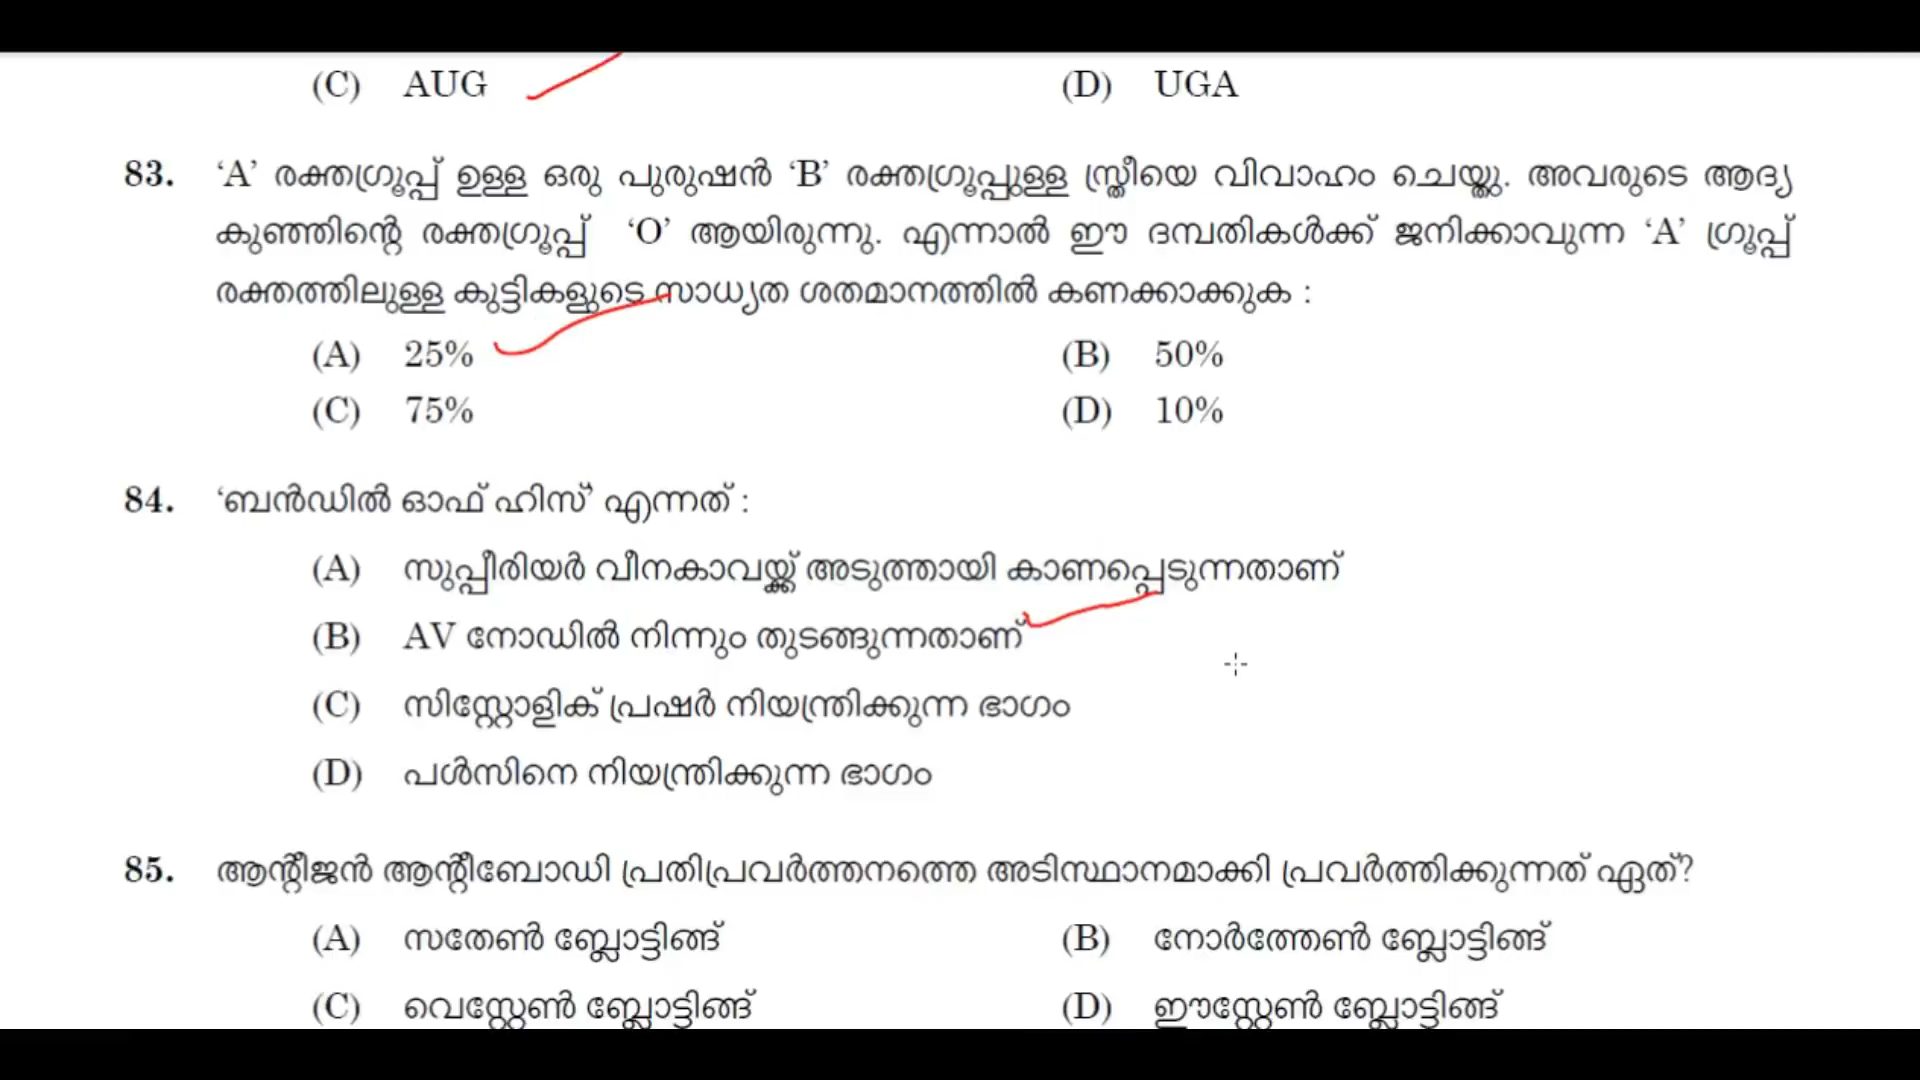 (C) AUG (D) UGA
83. ‘A’ രക്തഗ്രൂപ്പ് ഉള്ള ഒരു പുരുഷൻ ‘B’ രക്തഗ്രൂപ്പുള്ള സ്ത്രീയെ വിവാഹം ചെയ്തു. അവരുടെ ആദ്യ
കുഞ്ഞിന്റെ രക്തഗ്രൂപ്പ് ‘O’ ആയിരുന്നു. എന്നാൽ ഈ ദമ്പതികൾക്ക് ജനിക്കാവുന്ന ‘A’ ഗ്രൂപ്പ്
രക്തത്തിലുള്ള കുട്ടികളുടെ സാധ്യത ശതമാനത്തിൽ കണക്കാക്കുക :
(A) 25% (B) 50%
(C) 75% (D) 10%
84. ‘ബൻഡിൽ ഓഫ് ഹിസ്’ എന്നത് :
(A) സുപ്പീരിയർ വീനകാവയ്ക്ക് അടുത്തായി കാണപ്പെടുന്നതാണ്
(B) AV നോഡിൽ നിന്നും തുടങ്ങുന്നതാണ്
(C) സിസ്റ്റോളിക് പ്രഷർ നിയന്ത്രിക്കുന്ന ഭാഗം
(D) പൾസിനെ നിയന്ത്രിക്കുന്ന ഭാഗം
85. ആന്റീജൻ ആന്റീബോഡി പ്രതിപ്രവർത്തനത്തെ അടിസ്ഥാനമാക്കി പ്രവർത്തിക്കുന്നത് ഏത്?
(A) സതേൺ ബ്ലോട്ടിങ്ങ് (B) നോർത്തേൺ ബ്ലോട്ടിങ്ങ്
(C) വെസ്റ്റേൺ ബ്ലോട്ടിങ്ങ് (D) ഈസ്റ്റേൺ ബ്ലോട്ടിങ്ങ്